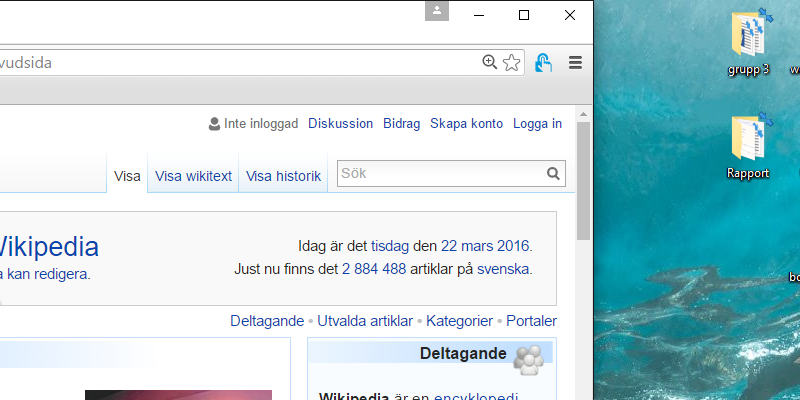 vudsida
Inte inloggad Diskussion Bidrag Skapa konto Logga in
Visa Visa wikitext Visa historik Sök
Wikipedia
a kan redigera.
Idag är det tisdag den 22 mars 2016.
Just nu finns det 2 884 488 artiklar på svenska.
Deltagande • Utvalda artiklar • Kategorier • Portaler
Deltagande
Wikipedia är en encyklopedi
grupp 3
Rapport